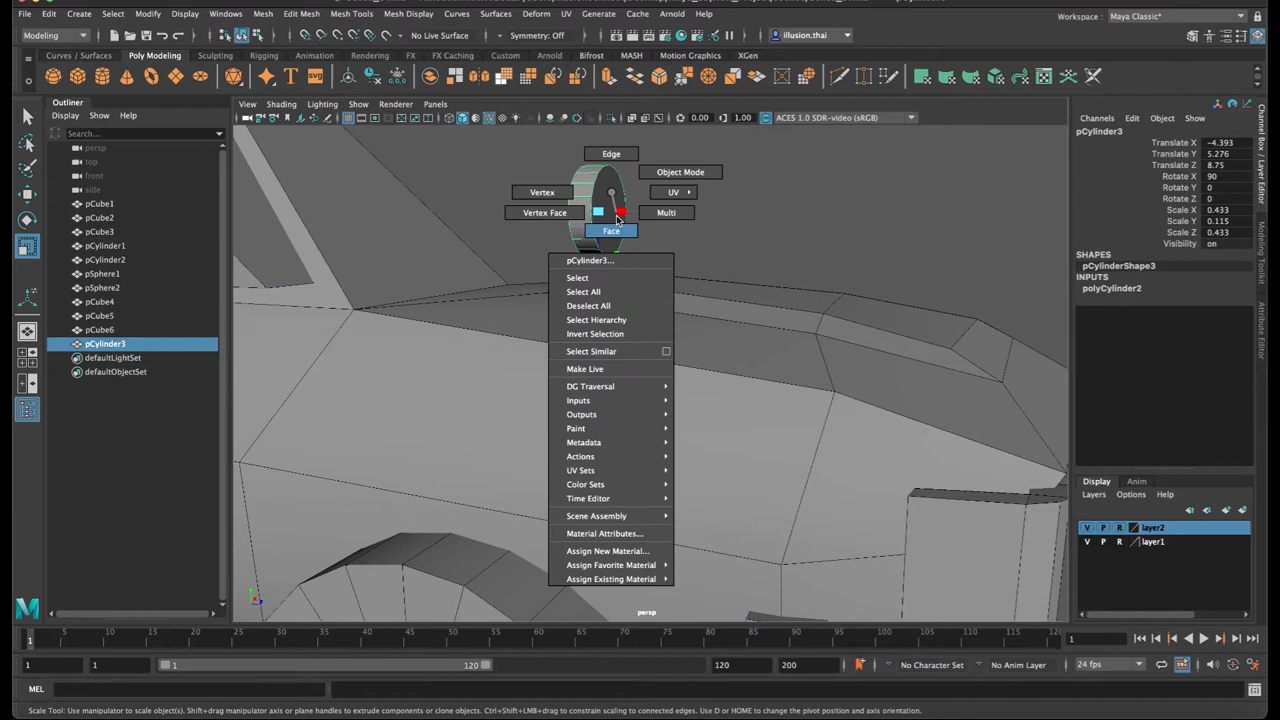 File Edit Create Select Modify Display Windows Mesh Edit Mesh Mesh Tools Mesh Display Curves Surfaces Deform UV Generate Cache Arnold Help
Workspace : Maya Classic*
Modeling No Live Surface Symmetry: Off illusion.thai
Curves / Surfaces Poly Modeling Sculpting Rigging Animation Rendering FX FX Caching Custom Arnold Bifrost MASH Motion Graphics XGen
Outliner
Display Show Help
Search...
persp
top
front
side
pCube1
pCube2
pCube3
pCylinder1
pCylinder2
pSphere1
pSphere2
pCube4
pCube5
pCube6
pCylinder3
defaultLightSet
defaultObjectSet
View Shading Lighting Show Renderer Panels
0.00 1.00 ACES 1.0 SDR-video (sRGB)
Edge
Object Mode
Vertex UV
Vertex Face Multi
Face
pCylinder3...
Select
Select All
Deselect All
Select Hierarchy
Invert Selection
Select Similar
Make Live
DG Traversal
Inputs
Outputs
Paint
Metadata
Actions
UV Sets
Color Sets
Time Editor
Scene Assembly
Material Attributes...
Assign New Material...
Assign Favorite Material
Assign Existing Material
persp
Channels Edit Object Show
pCylinder3
Translate X -4.393
Translate Y 5.276
Translate Z 8.75
Rotate X 90
Rotate Y 0
Rotate Z 0
Scale X 0.433
Scale Y 0.115
Scale Z 0.433
Visibility on
SHAPES
pCylinderShape3
INPUTS
polyCylinder2
Display Anim
Layers Options Help
V P R layer2
V P R layer1
Channel Box / Layer Editor
Modeling Toolkit
Attribute Editor
1 5 10 15 20 25 30 35 40 45 50 55 60 65 70 75 80 85 90 95 100 105 110 115 120 1
1 1 1 120 120 200 No Character Set No Anim Layer 24 fps
MEL
Scale Tool: Use manipulator to scale object(s). Shift+drag manipulator axis or plane handles to extrude components or clone objects. Ctrl+Shift+LMB+drag to constrain scaling to connected edges. Use D or HOME to change the pivot position and axis orientation.